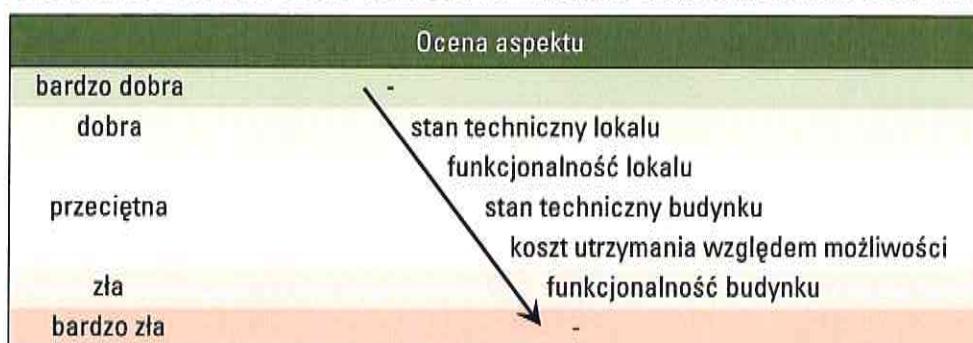 Ocena aspektu
bardzo dobra -
dobra stan techniczny lokalu
funkcjonalność lokalu
przeciętna stan techniczny budynku
koszt utrzymania względem możliwości
zła funkcjonalność budynku
bardzo zła -